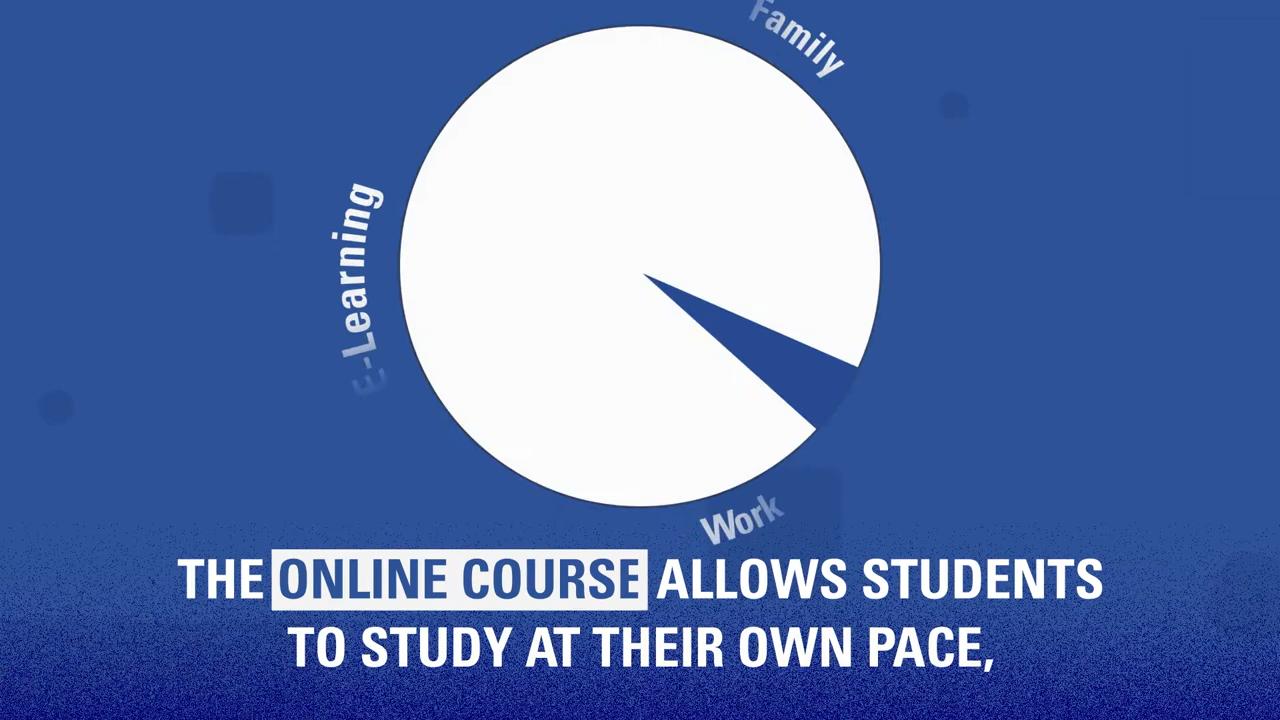 Family
E-Learning
Work
THE ONLINE COURSE ALLOWS STUDENTS
TO STUDY AT THEIR OWN PACE,